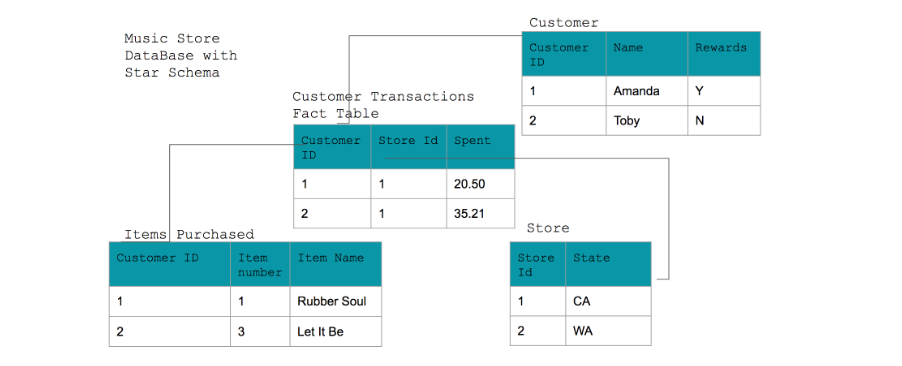 Music Store
DataBase with
Star Schema
Customer
Customer ID Name Rewards
1 Amanda Y
2 Toby N
Customer Transactions
Fact Table
Customer ID Store Id Spent
1 1 20.50
2 1 35.21
Items Purchased
Customer ID Item number Item Name
1 1 Rubber Soul
2 3 Let It Be
Store
Store Id State
1 CA
2 WA